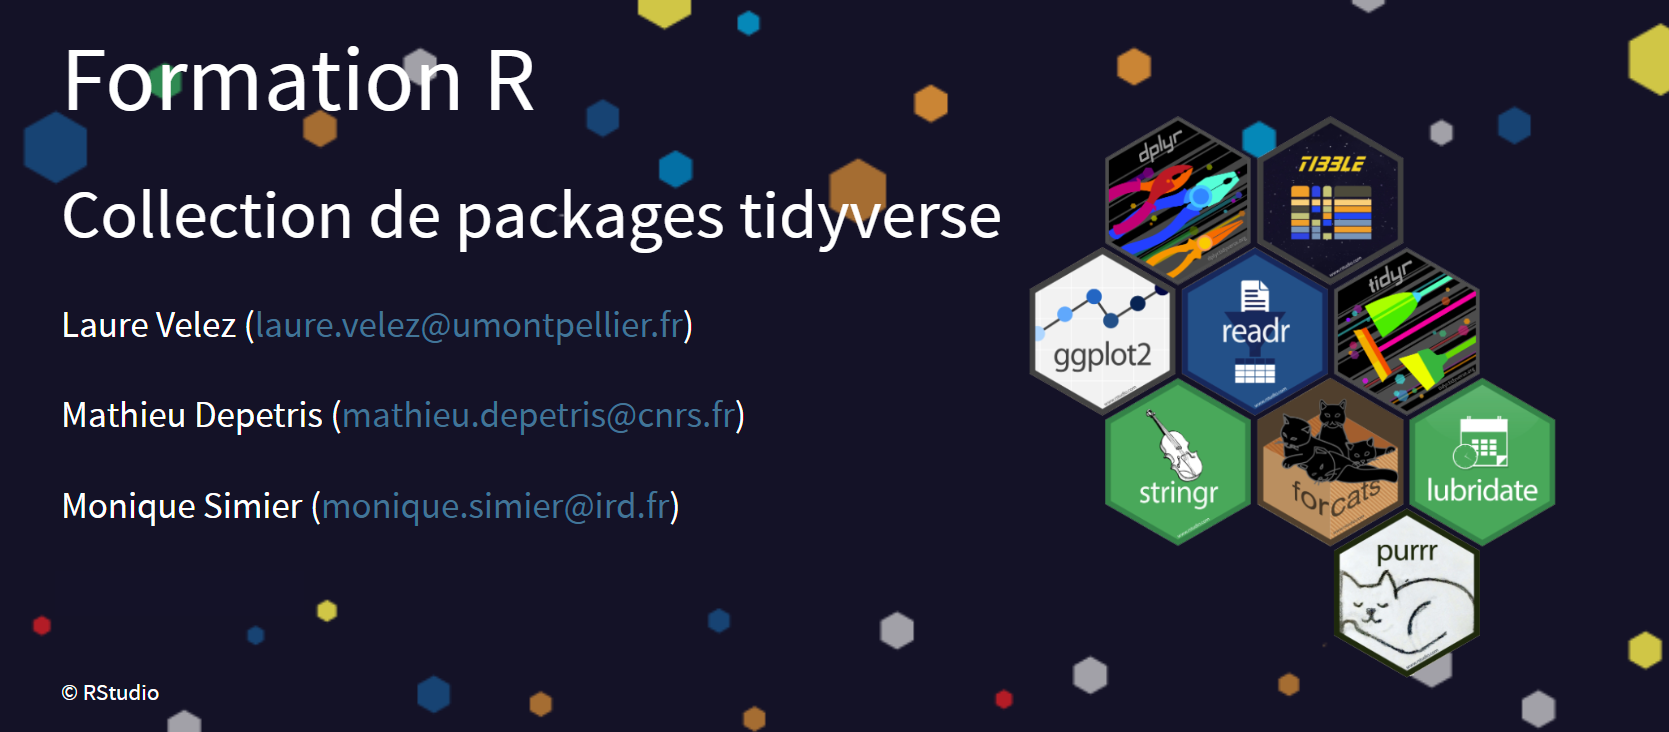 Formation R
Collection de packages tidyverse
Laure Velez (laure.velez@umontpellier.fr)
Mathieu Depetris (mathieu.depetris@cnrs.fr)
Monique Simier (monique.simier@ird.fr)
© RStudio
dplyr
TIBBLE
ggplot2
readr
tidyr
stringr
forcats
lubridate
purrr